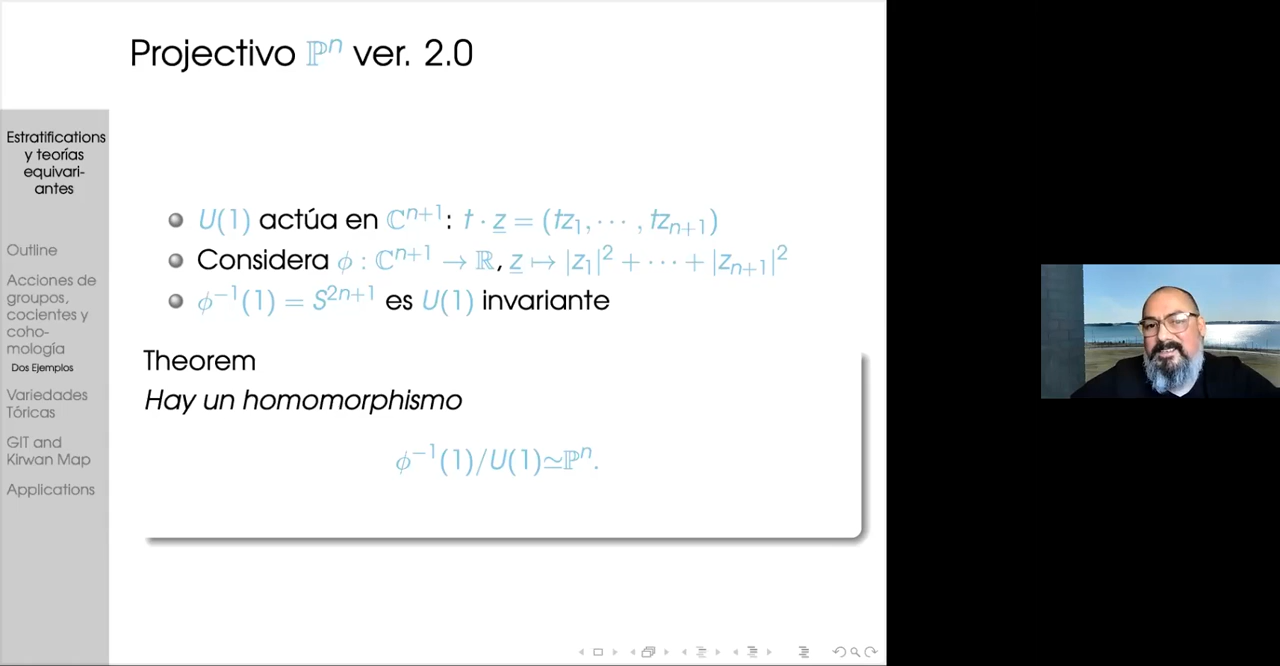 Projectivo ℙⁿ ver. 2.0
Estratifications
y teorías
equivari-
antes
Outline
Acciones de
groupos,
cocientes y
coho-
mología
Dos Ejemplos
Variedades
Tóricas
GIT and
Kirwan Map
Applications
U(1) actúa en ℂⁿ⁺¹: t · z̲ = (tz₁, ··· , tzₙ₊₁)
Considera ϕ : ℂⁿ⁺¹ → ℝ, z̲ ↦ |z₁|² + ··· + |zₙ₊₁|²
ϕ⁻¹(1) = S²ⁿ⁺¹ es U(1) invariante
Theorem
Hay un homomorphismo
ϕ⁻¹(1)/U(1)≃ℙⁿ.